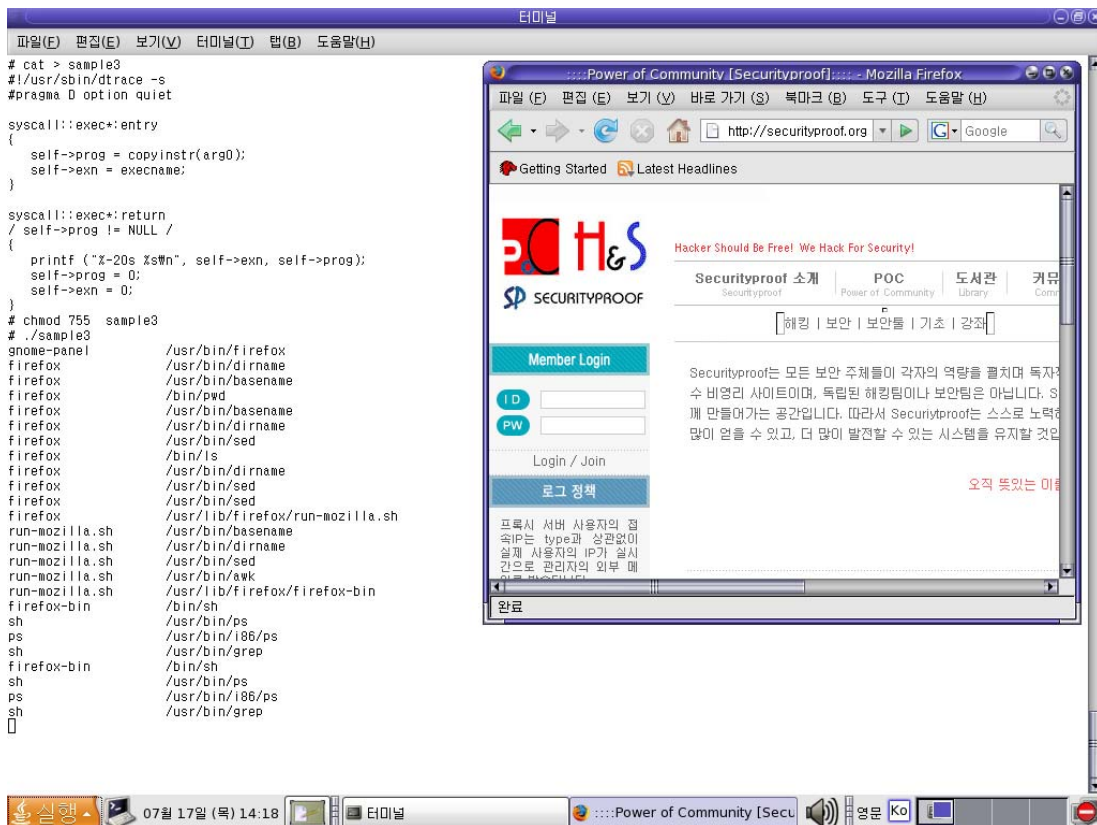 터미널
파일(F) 편집(E) 보기(V) 터미널(T) 탭(B) 도움말(H)
# cat > sample3
#!/usr/sbin/dtrace -s
#pragma D option quiet
syscall::exec*:entry
{
self->prog = copyinstr(arg0);
self->exn = execname;
}
syscall::exec*:return
/ self->prog != NULL /
{
printf ("%-20s %s₩n", self->exn, self->prog);
self->prog = 0;
self->exn = 0;
}
# chmod 755 sample3
# ./sample3
gnome-panel /usr/bin/firefox
firefox /usr/bin/dirname
firefox /usr/bin/basename
firefox /bin/pwd
firefox /usr/bin/basename
firefox /usr/bin/dirname
firefox /usr/bin/sed
firefox /bin/ls
firefox /usr/bin/dirname
firefox /usr/bin/sed
firefox /usr/bin/sed
firefox /usr/lib/firefox/run-mozilla.sh
run-mozilla.sh /usr/bin/basename
run-mozilla.sh /usr/bin/dirname
run-mozilla.sh /usr/bin/sed
run-mozilla.sh /usr/bin/awk
run-mozilla.sh /usr/lib/firefox/firefox-bin
firefox-bin /bin/sh
sh /usr/bin/ps
ps /usr/bin/i86/ps
sh /usr/bin/grep
firefox-bin /bin/sh
sh /usr/bin/ps
ps /usr/bin/i86/ps
sh /usr/bin/grep
::::Power of Community [Securityproof]:::: - Mozilla Firefox
파일 (F) 편집 (E) 보기 (V) 바로 가기 (S) 북마크 (B) 도구 (T) 도움말 (H)
http://securityproof.org G Google
Getting Started Latest Headlines
P.O.C H&S
SP SECURITYPROOF
Hacker Should Be Free! We Hack For Security!
Securityproof 소개 POC 도서관 커뮤
Securityproof Power of Community Library Comm
[해킹 | 보안 | 보안툴 | 기초 | 강좌]
Member Login
ID
PW
Login / Join
로그 정책
프록시 서버 사용자의 접
속IP는 type과 상관없이
실제 사용자의 IP가 실시
간으로 관리자의 외부 메
Securityproof는 모든 보안 주체들이 각자의 역량을 펼치며 독자적
수 비영리 사이트이며, 독립된 해킹팀이나 보안팀은 아닙니다. S
께 만들어가는 공간입니다. 따라서 Securiytproof는 스스로 노력하
많이 얻을 수 있고, 더 많이 발전할 수 있는 시스템을 유지할 것입
오직 뜻있는 이들
완료
실행 07월 17일 (목) 14:18 터미널 ::::Power of Community [Secu 영문 Ko